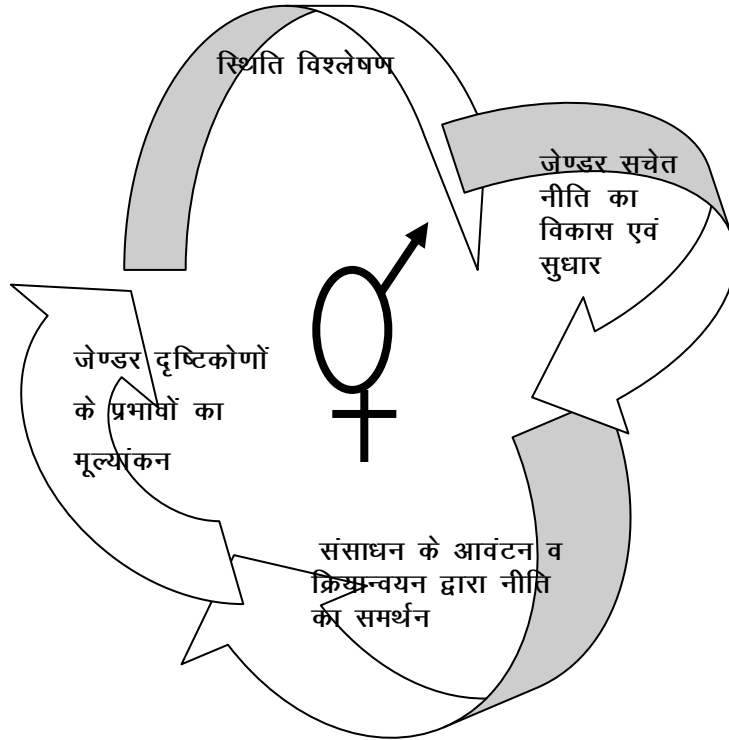 स्थिति विश्लेषण
जेण्डर सचेत
नीति का
विकास एवं
सुधार
जेण्डर दृष्टिकोणों
के प्रभावों का
मूल्यांकन
संसाधन के आवंटन व
क्रियान्वयन द्वारा नीति
का समर्थन